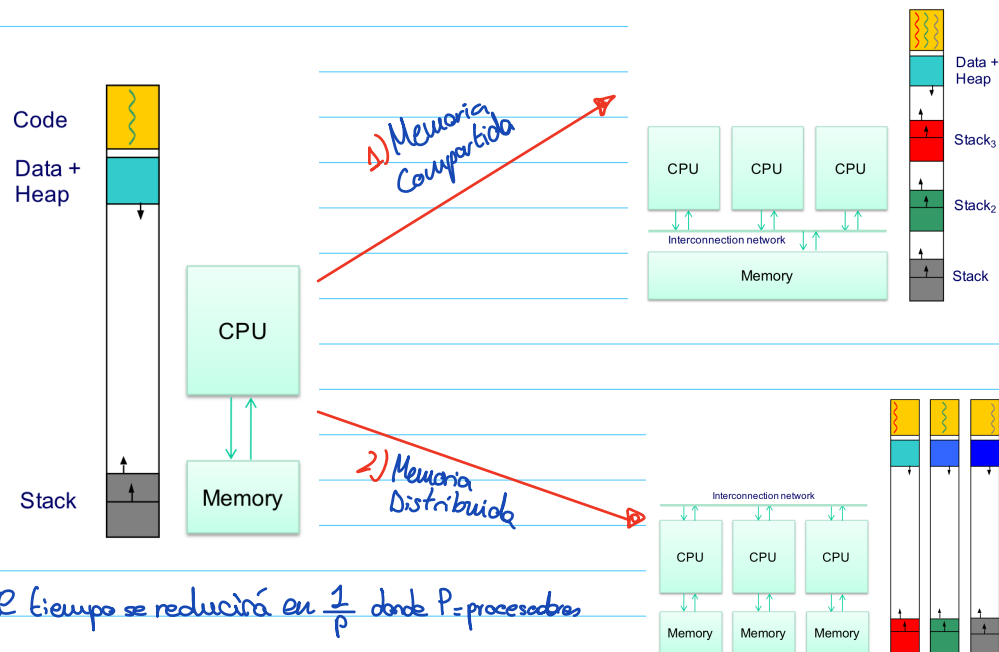 Code
Data +
Heap
Stack
CPU
Memory
1) Memoria
Compartida
CPU
CPU
CPU
Interconnection network
Memory
Data +
Heap
Stack3
Stack2
Stack
2) Memoria
Distribuida
Interconnection network
CPU
CPU
CPU
Memory
Memory
Memory
tiempo se reducirá en 1/P donde P=procesadores